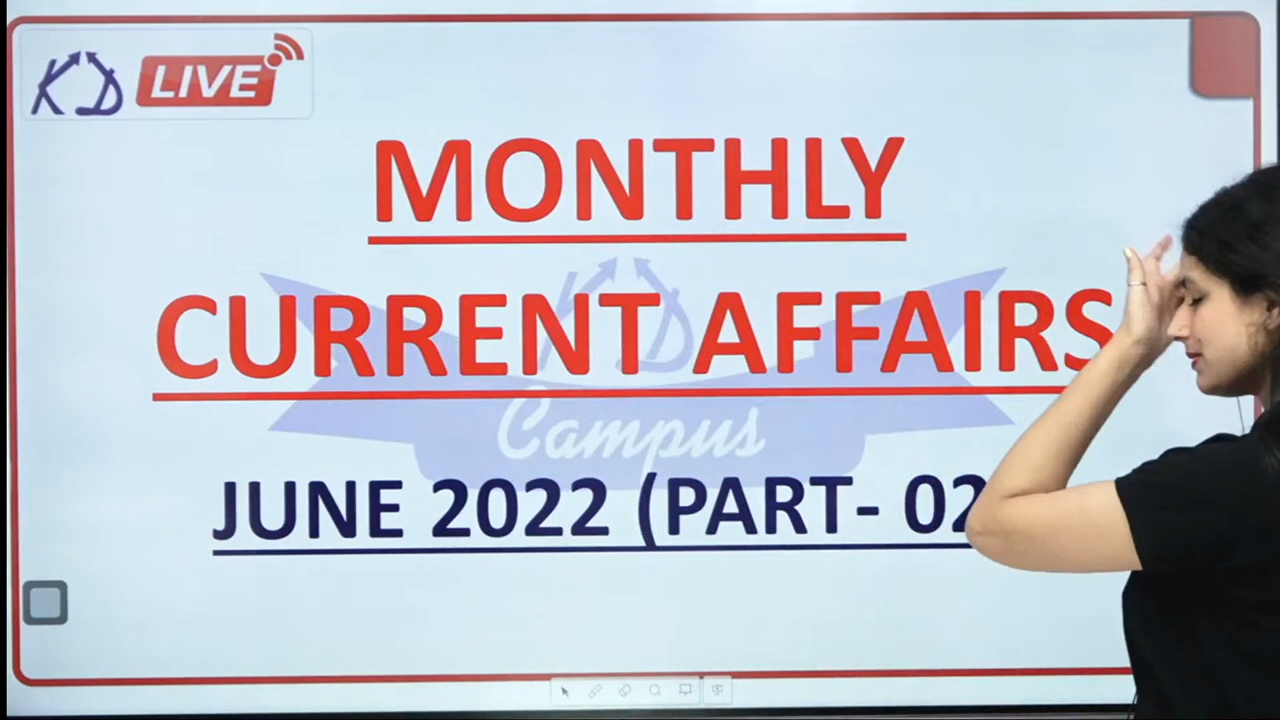 KD LIVE
MONTHLY
CURRENT AFFAIRS
Campus
JUNE 2022 (PART- 02